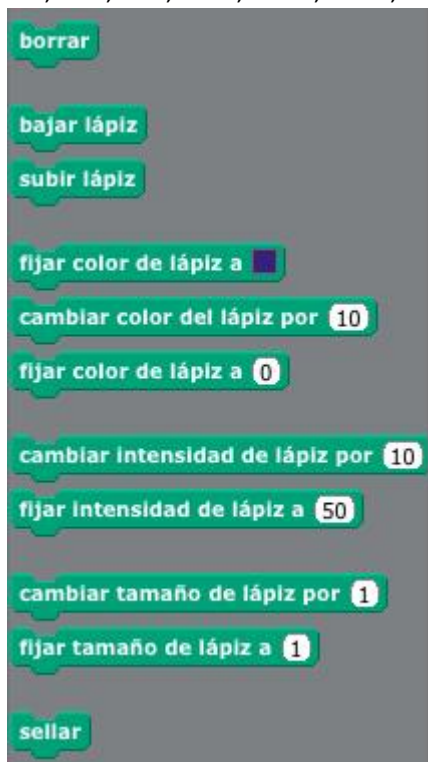 borrar
bajar lápiz
subir lápiz
fijar color de lápiz a
cambiar color del lápiz por 10
fijar color de lápiz a 0
cambiar intensidad de lápiz por 10
fijar intensidad de lápiz a 50
cambiar tamaño de lápiz por 1
fijar tamaño de lápiz a 1
sellar